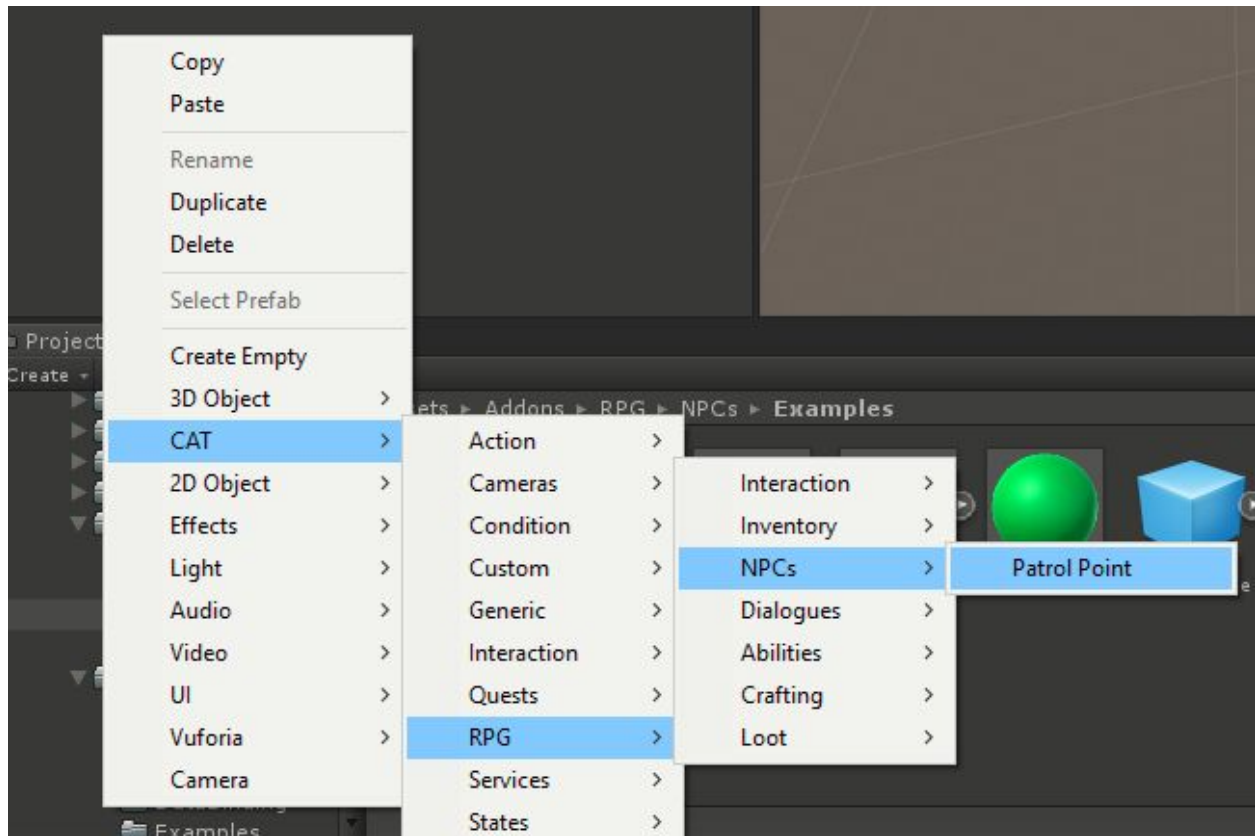 Copy
Paste
Rename
Duplicate
Delete
Select Prefab
Create Empty
3D Object
CAT
2D Object
Effects
Light
Audio
Video
UI
Vuforia
Camera
Action
Cameras
Condition
Custom
Generic
Interaction
Quests
RPG
Services
States
Interaction
Inventory
NPCs
Dialogues
Abilities
Crafting
Loot
Patrol Point
Project
Create
ets ▸ Addons ▸ RPG ▸ NPCs ▸ Examples
Examples